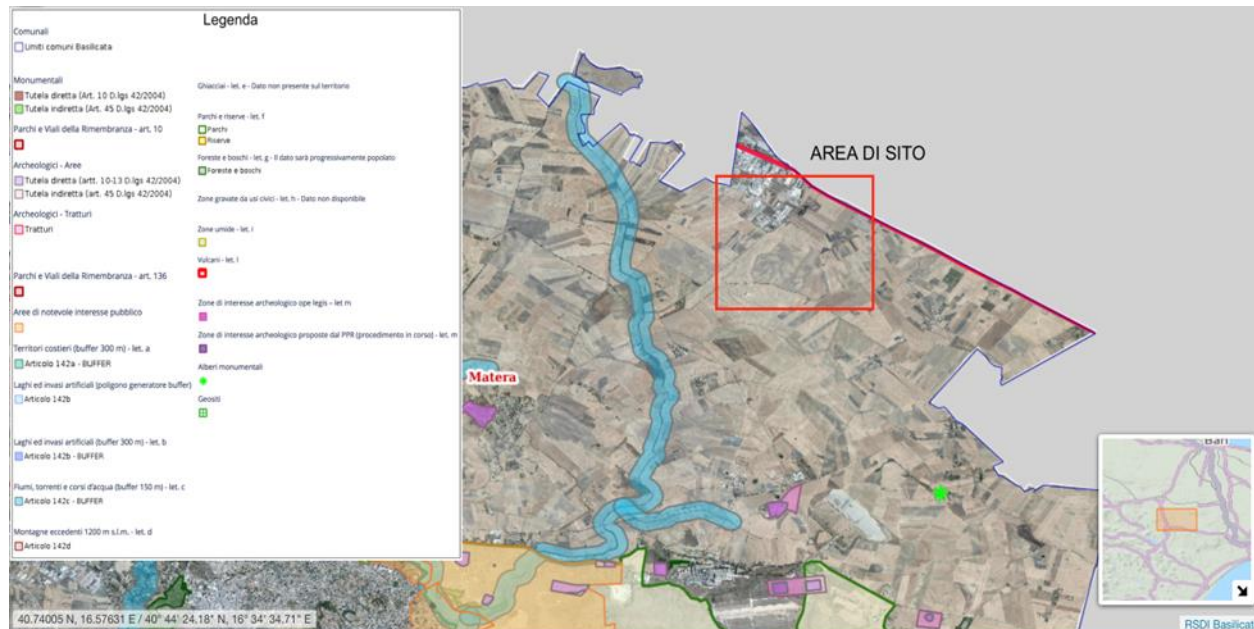 Legenda
Comunali
Limiti comuni Basilicata
Monumentali
Tutela diretta (Art. 10 D.lgs 42/2004)
Tutela indiretta (Art. 45 D.lgs 42/2004)
Parchi e Viali della Rimembranza - art. 10
Archeologici - Aree
Tutela diretta (artt. 10-13 D.lgs 42/2004)
Tutela indiretta (art. 45 D.lgs 42/2004)
Archeologici - Tratturi
Tratturi
Parchi e Viali della Rimembranza - art. 136
Aree di notevole interesse pubblico
Territori costieri (buffer 300 m) - let. a
Articolo 142a - BUFFER
Laghi ed invasi artificiali (poligono generatore buffer)
Articolo 142b
Laghi ed invasi artificiali (buffer 300 m) - let. b
Articolo 142b - BUFFER
Fiumi, torrenti e corsi d'acqua (buffer 150 m) - let. c
Articolo 142c - BUFFER
Montagne eccedenti 1200 m s.l.m. - let. d
Articolo 142d
Ghiacciai - let. e - Dato non presente sul territorio
Parchi e riserve - let. f
Parchi
Riserve
Foreste e boschi - let. g - Il dato sarà progressivamente popolato
Foreste e boschi
Zone gravate da usi civici - let. h - Dato non disponibile
Zone umide - let. i
Vulcani - let. l
Zone di interesse archeologico ope legis - let m
Zone di interesse archeologico proposte dal PPR (procedimento in corso) - let. m
Alberi monumentali
Geositi
AREA DI SITO
Matera
Bari
40.74005 N, 16.57631 E / 40° 44' 24.18" N, 16° 34' 34.71" E
RSDI Basilicat